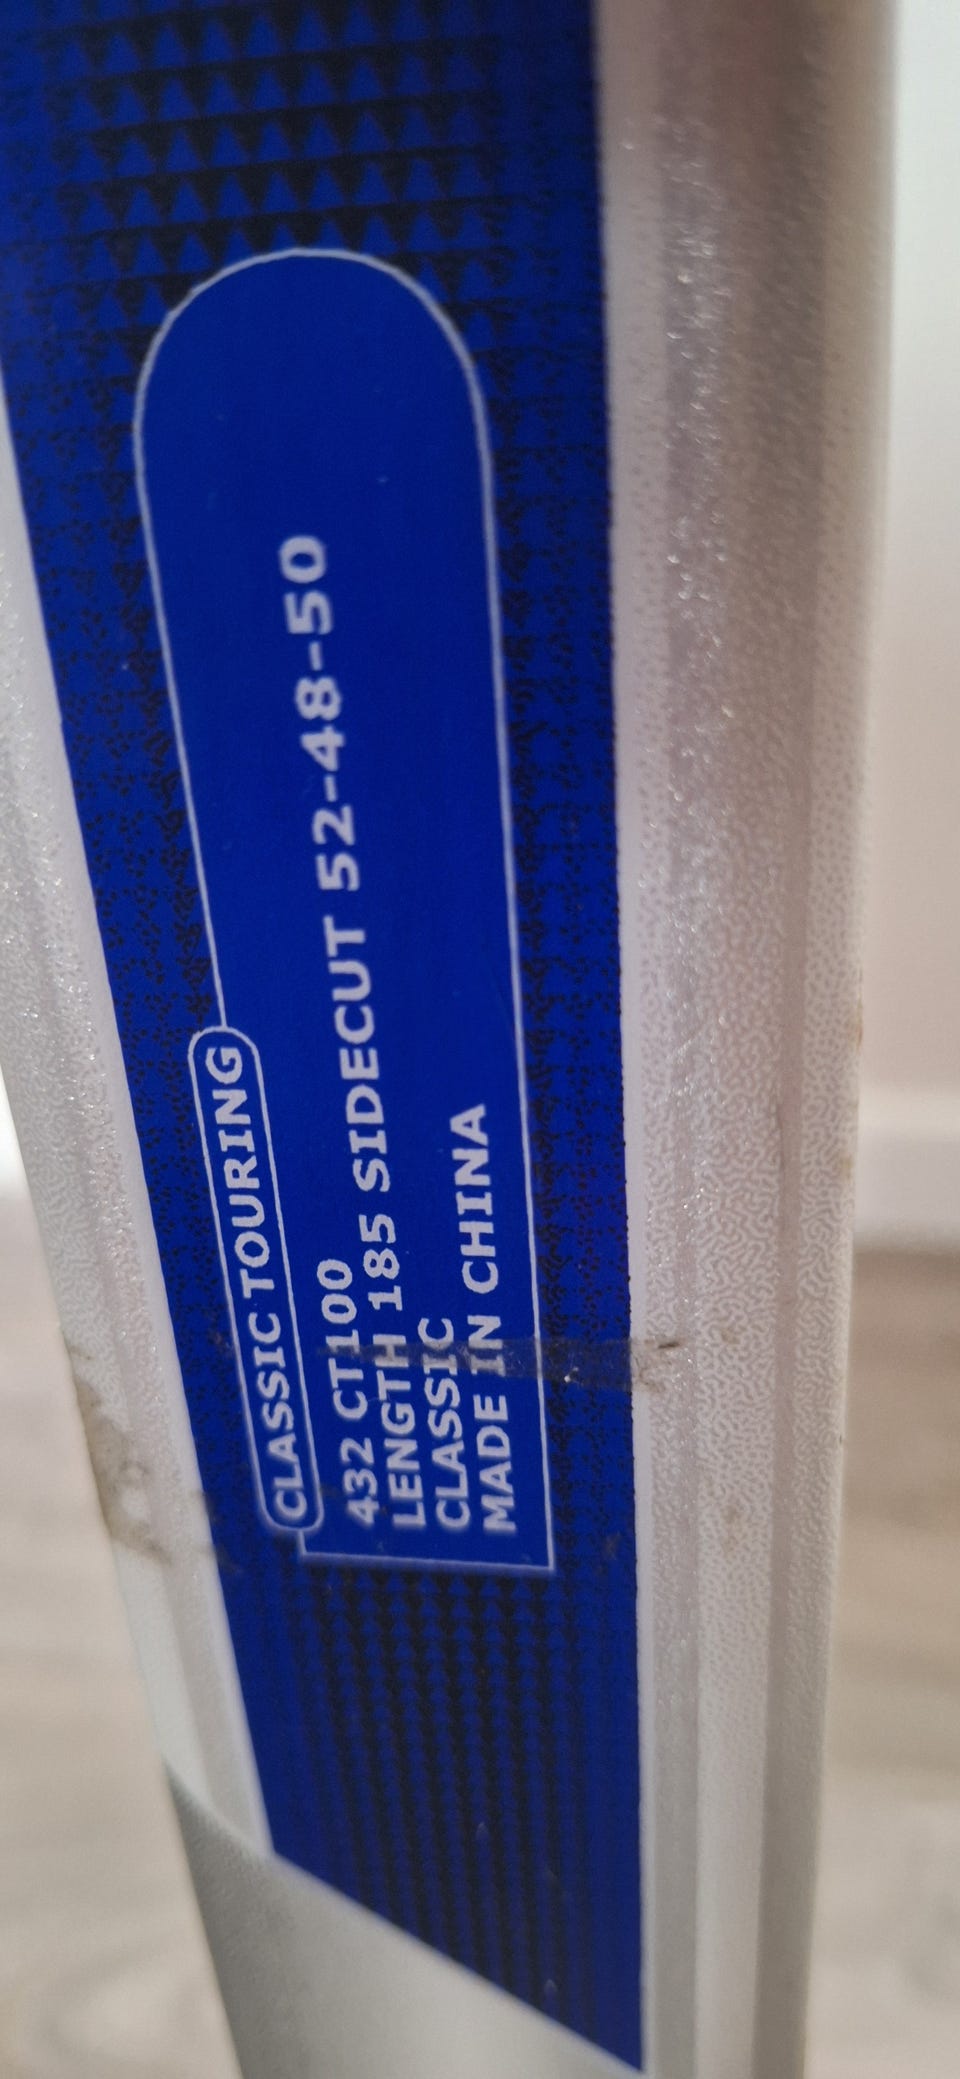 CLASSIC TOURING
432 CT100
LENGTH 185 SIDECUT 52-48-50
CLASSIC
MADE IN CHINA